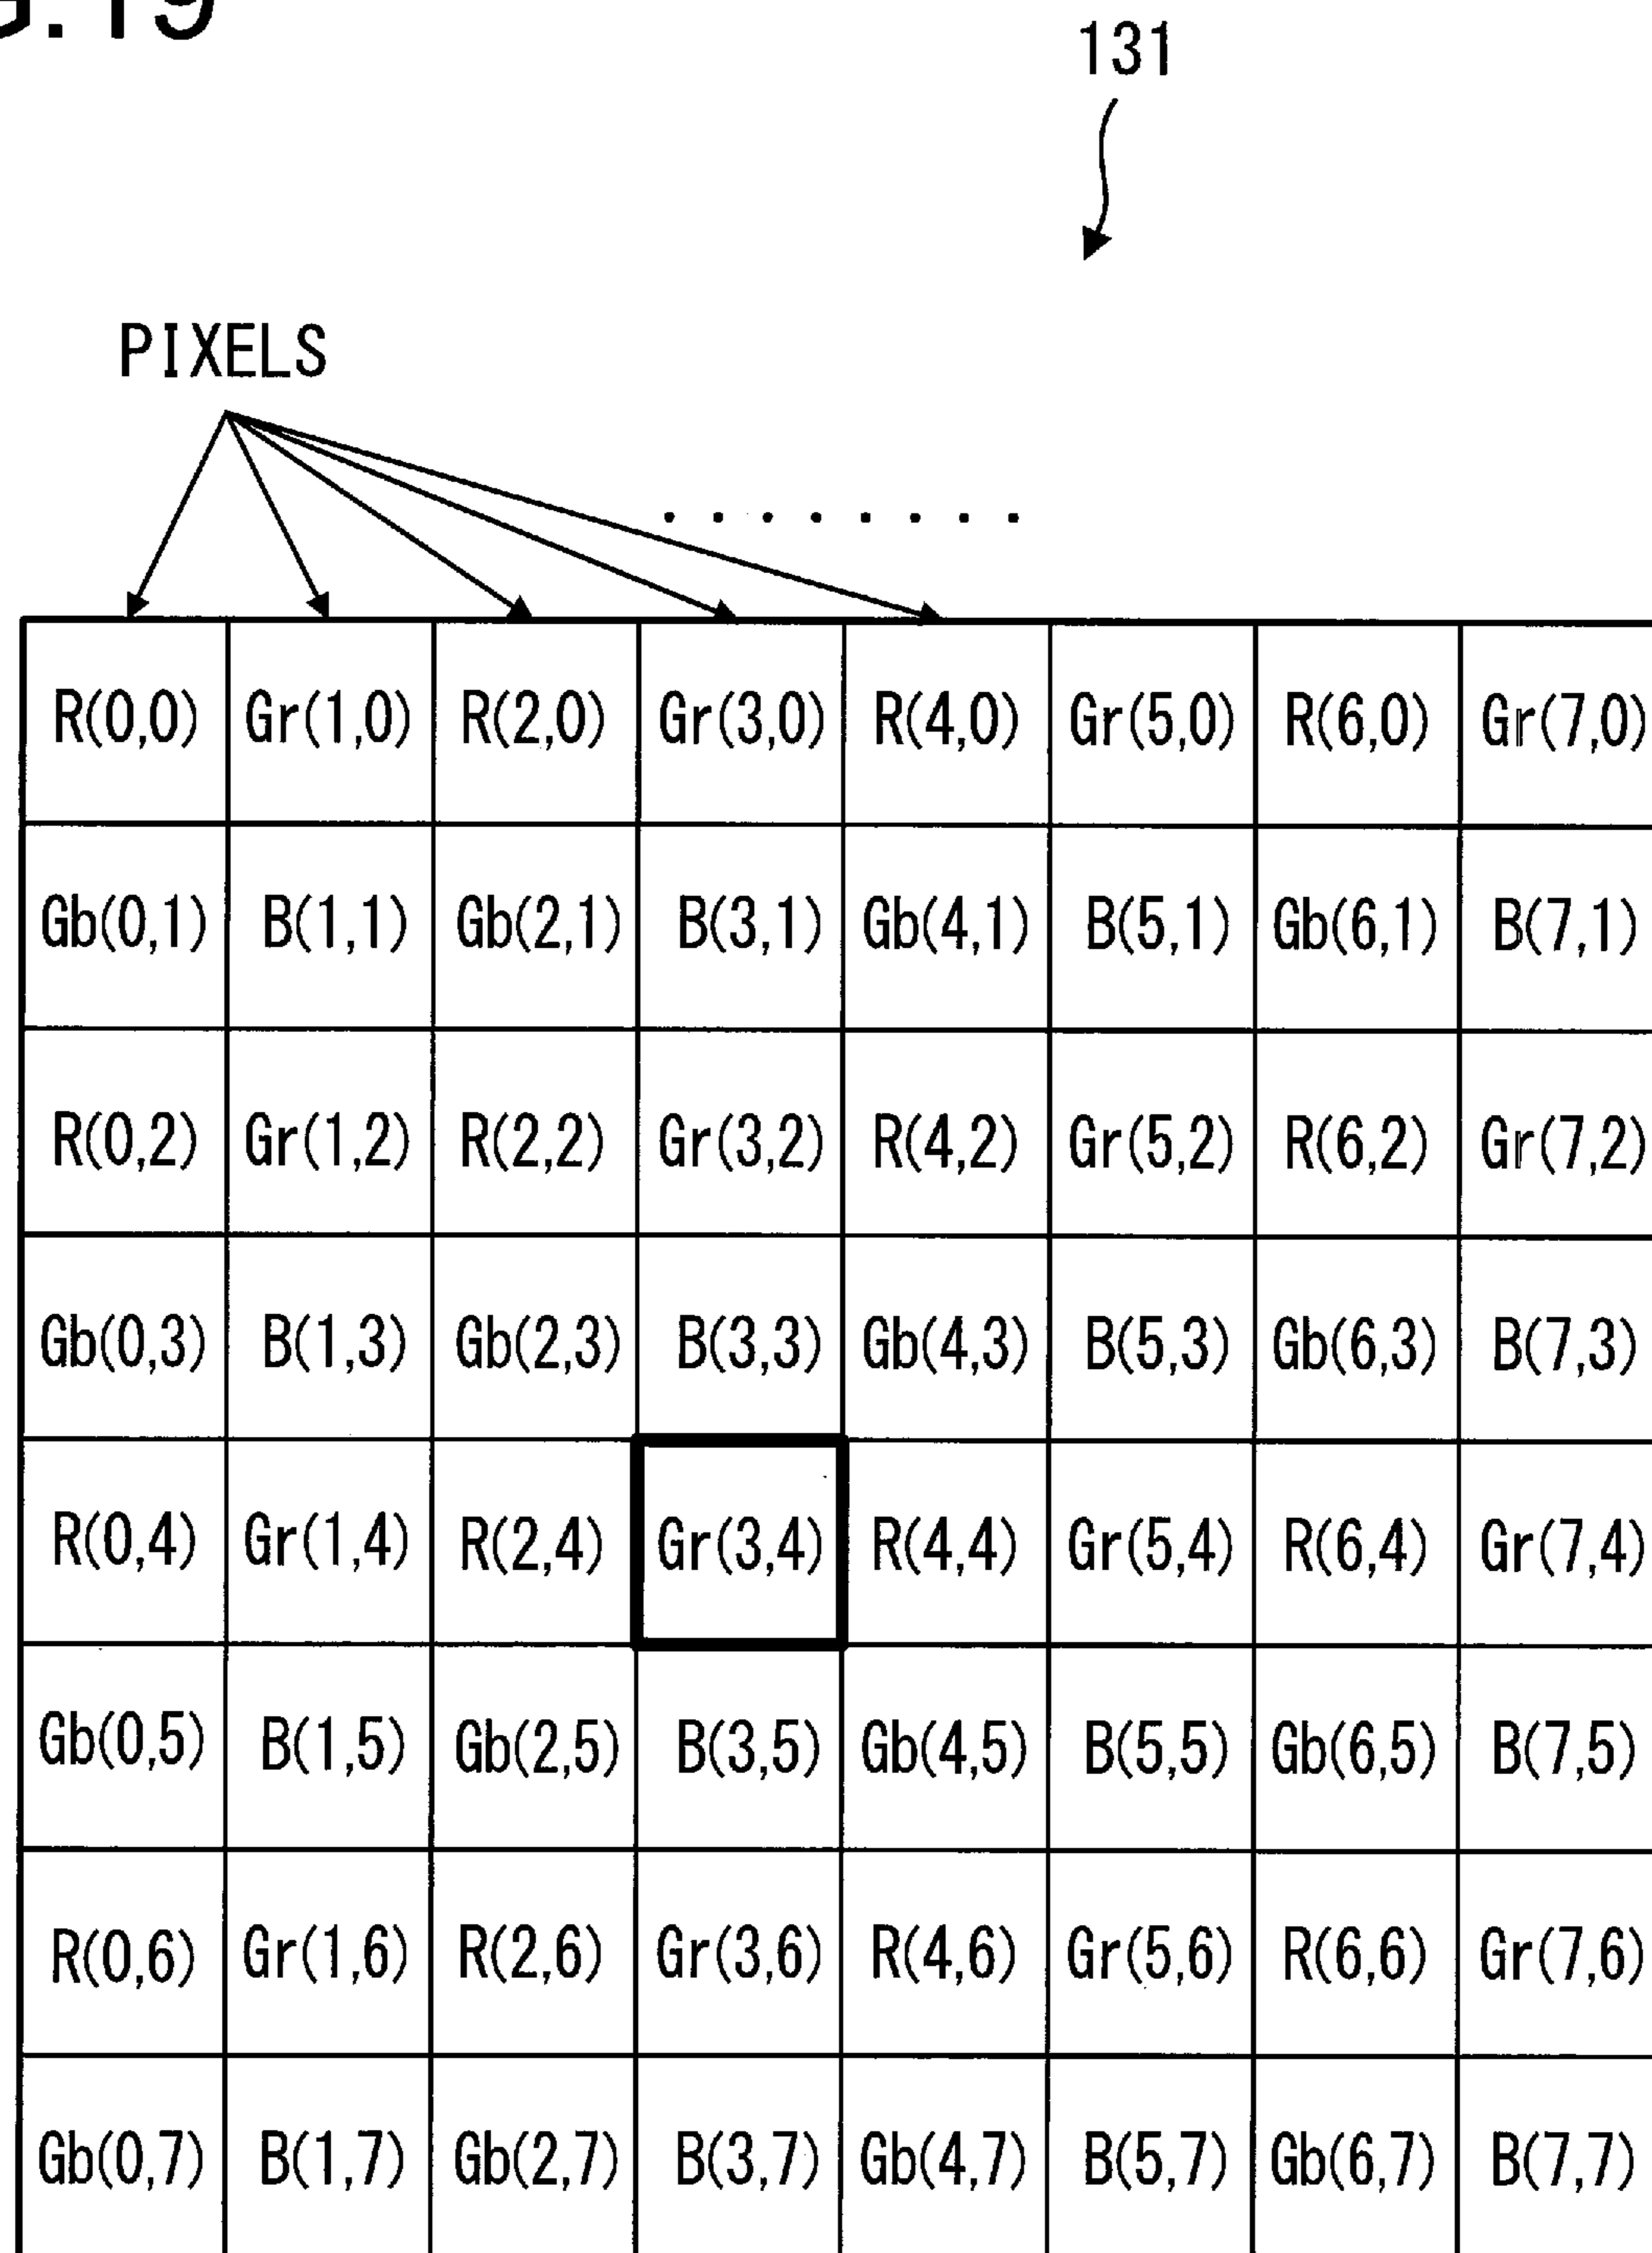 G. 19
131
PIXELS
R(0,0) Gr(1,0) R(2,0) Gr(3,0) R(4,0) Gr(5,0) R(6,0) Gr(7,0)
Gb(0,1) B(1,1) Gb(2,1) B(3,1) Gb(4,1) B(5,1) Gb(6,1) B(7,1)
R(0,2) Gr(1,2) R(2,2) Gr(3,2) R(4,2) Gr(5,2) R(6,2) Gr(7,2)
Gb(0,3) B(1,3) Gb(2,3) B(3,3) Gb(4,3) B(5,3) Gb(6,3) B(7,3)
R(0,4) Gr(1,4) R(2,4) Gr(3,4) R(4,4) Gr(5,4) R(6,4) Gr(7,4)
Gb(0,5) B(1,5) Gb(2,5) B(3,5) Gb(4,5) B(5,5) Gb(6,5) B(7,5)
R(0,6) Gr(1,6) R(2,6) Gr(3,6) R(4,6) Gr(5,6) R(6,6) Gr(7,6)
Gb(0,7) B(1,7) Gb(2,7) B(3,7) Gb(4,7) B(5,7) Gb(6,7) B(7,7)